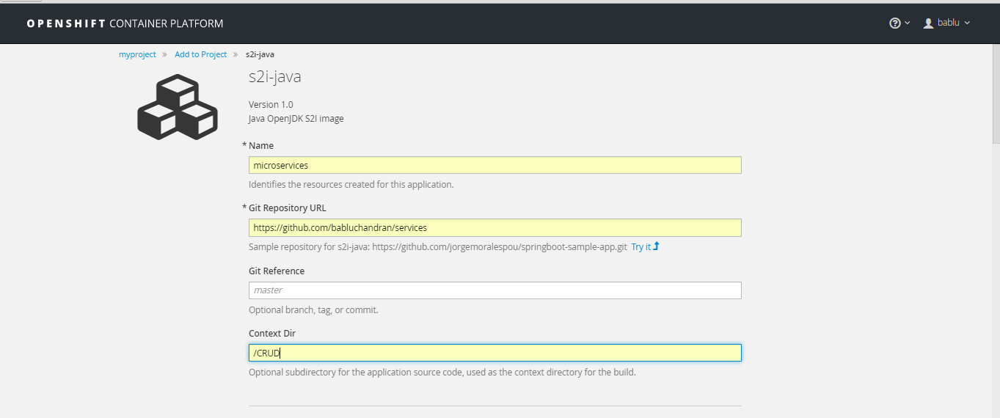 OPENSHIFT CONTAINER PLATFORM
bablu
myproject » Add to Project » s2i-java
s2i-java
Version 1.0
Java OpenJDK S2I image
* Name
microservices
Identifies the resources created for this application.
* Git Repository URL
https://github.com/babluchandran/services
Sample repository for s2i-java: https://github.com/jorgemoralespou/springboot-sample-app.git Try it
Git Reference
master
Optional branch, tag, or commit.
Context Dir
/CRUD
Optional subdirectory for the application source code, used as the context directory for the build.